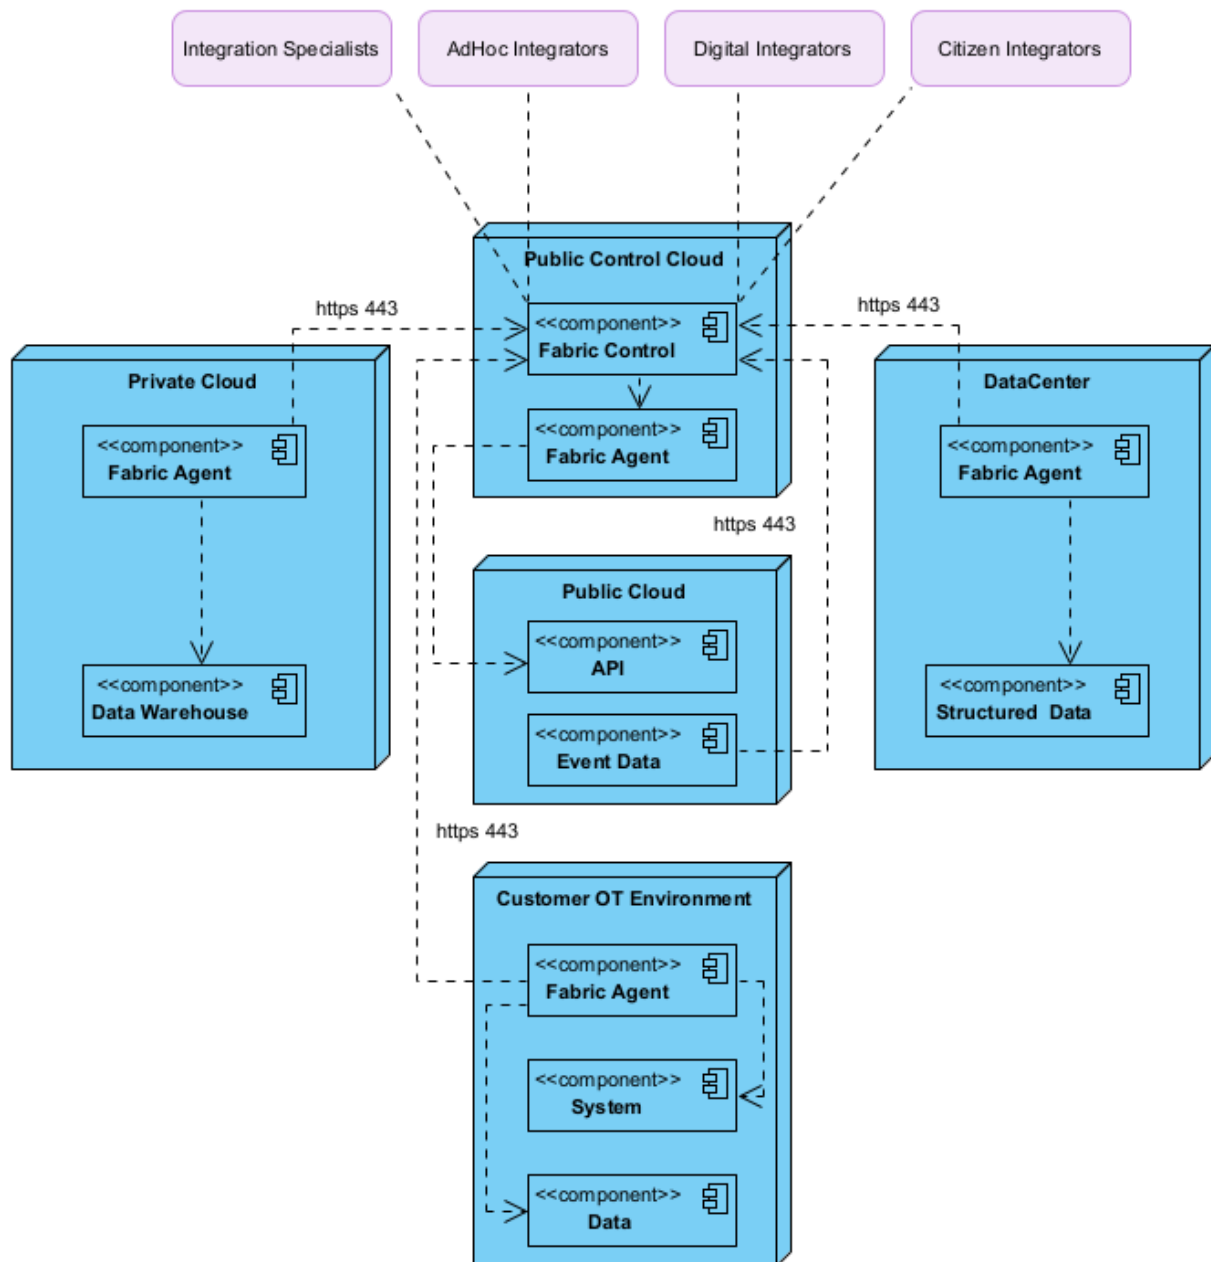 Integration Specialists
AdHoc Integrators
Digital Integrators
Citizen Integrators
Public Control Cloud
https 443
<<component>>
Fabric Control
https 443
Private Cloud
<<component>>
Fabric Agent
<<component>>
Fabric Agent
DataCenter
<<component>>
Fabric Agent
https 443
Public Cloud
<<component>>
API
<<component>>
Data Warehouse
<<component>>
Event Data
<<component>>
Structured  Data
https 443
Customer OT Environment
<<component>>
Fabric Agent
<<component>>
System
<<component>>
Data